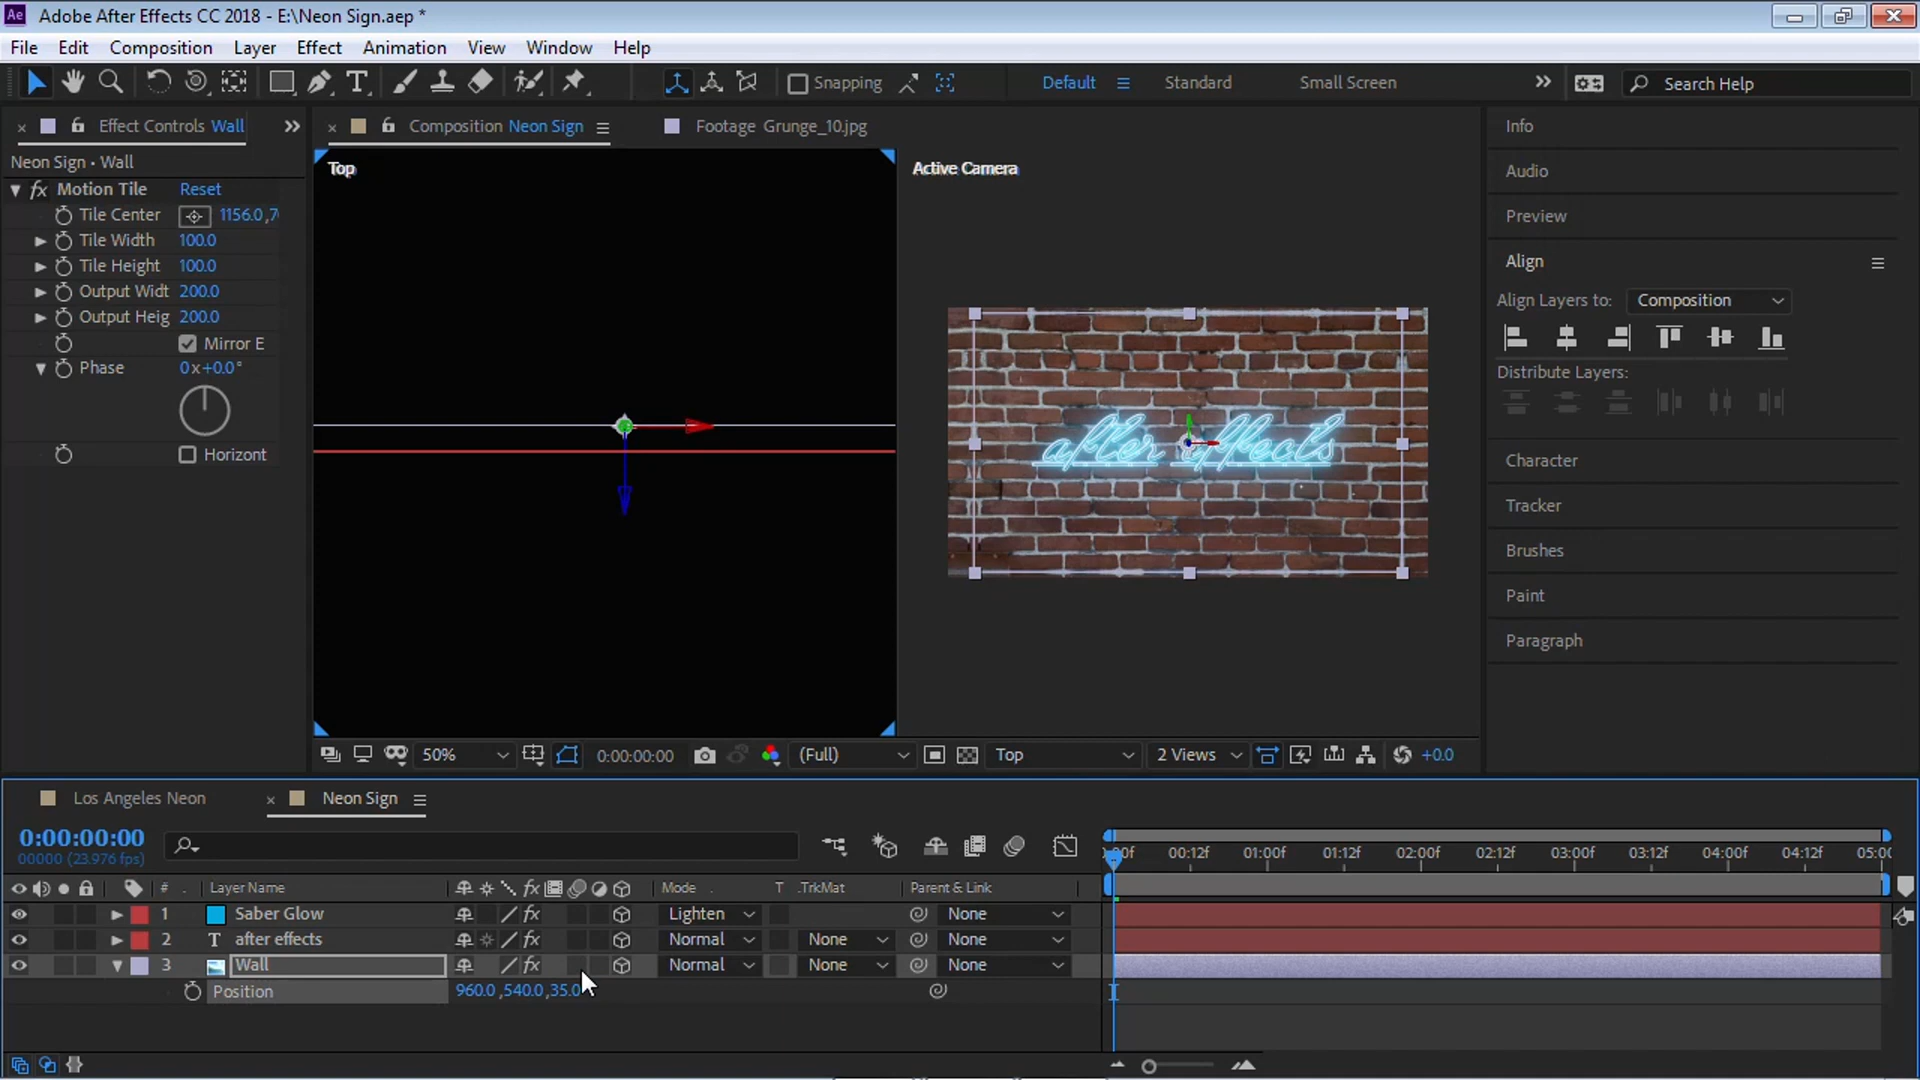 Adobe After Effects CC 2018 - E:\Neon Sign.aep *
File Edit Composition Layer Effect Animation View Window Help
Snapping Default Standard Small Screen Search Help
Effect Controls Wall
Composition Neon Sign
Footage Grunge_10.jpg
Neon Sign • Wall
fx Motion Tile Reset
Tile Center 1156.0,7
Tile Width 100.0
Tile Height 100.0
Output Widt 200.0
Output Heig 200.0
Mirror E
Phase 0x+0.0°
Horizont
Top
Active Camera
after effects
50% 0:00:00:00 (Full) Top 2 Views +0.0
Info
Audio
Preview
Align
Align Layers to: Composition
Distribute Layers:
Character
Tracker
Brushes
Paint
Paragraph
Los Angeles Neon
Neon Sign
0:00:00:00
00000 (23.976 fps)
00f 00:12f 01:00f 01:12f 02:00f 02:12f 03:00f 03:12f 04:00f 04:12f 05:00
# Layer Name fx Mode T .TrkMat Parent & Link
1 Saber Glow fx Lighten None
2 T after effects fx Normal None None
3 Wall fx Normal None None
Position 960.0,540.0,35.0